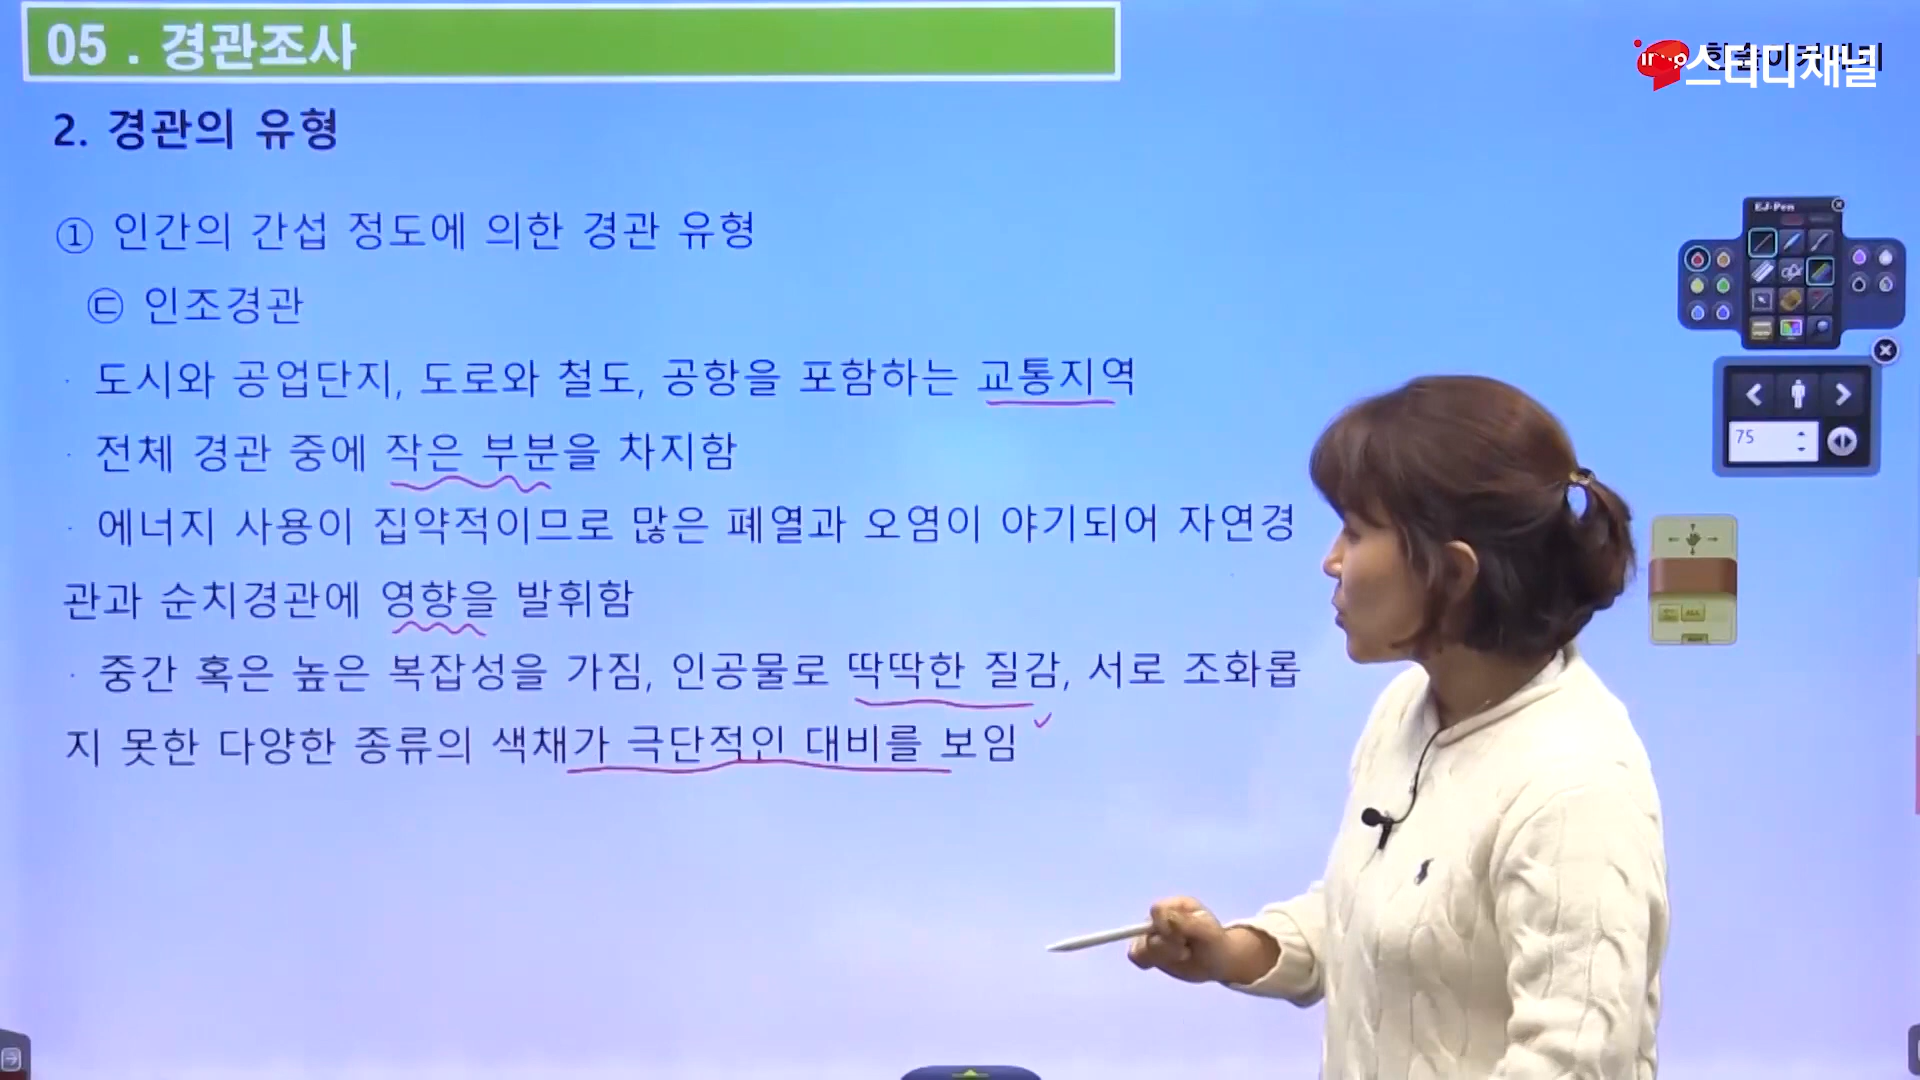 05 . 경관조사
스터디채널
2. 경관의 유형
① 인간의 간섭 정도에 의한 경관 유형
㉢ 인조경관
· 도시와 공업단지, 도로와 철도, 공항을 포함하는 교통지역
· 전체 경관 중에 작은 부분을 차지함
· 에너지 사용이 집약적이므로 많은 폐열과 오염이 야기되어 자연경
관과 순치경관에 영향을 발휘함
· 중간 혹은 높은 복잡성을 가짐, 인공물로 딱딱한 질감, 서로 조화롭
지 못한 다양한 종류의 색채가 극단적인 대비를 보임
EJ-Pen
75